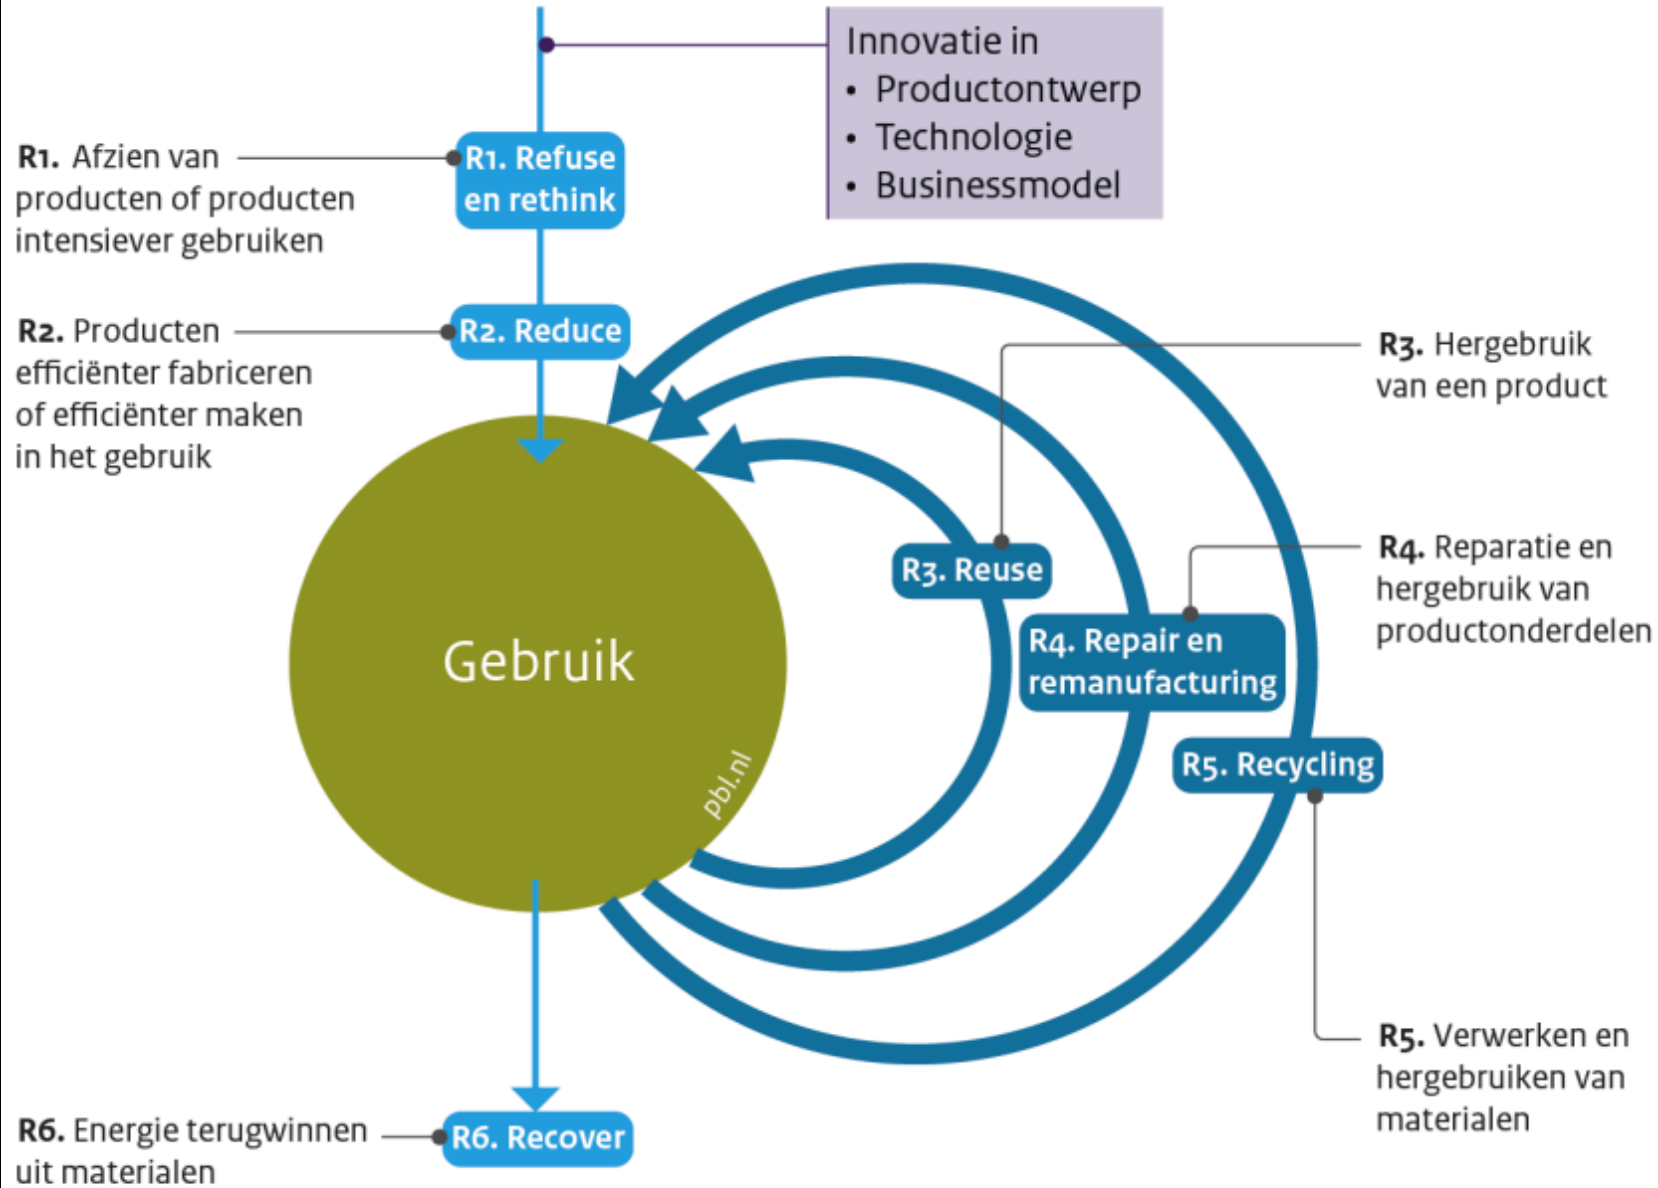 Innovatie in
• Productontwerp
• Technologie
• Businessmodel
R1. Afzien van
producten of producten
intensiever gebruiken
R1. Refuse
en rethink
R2. Producten
efficiënter fabriceren
of efficiënter maken
in het gebruik
R2. Reduce
R3. Hergebruik
van een product
R3. Reuse
R4. Reparatie en
hergebruik van
productonderdelen
R4. Repair en
remanufacturing
Gebruik
pbl.nl
R5. Recycling
R5. Verwerken en
hergebruiken van
materialen
R6. Energie terugwinnen
uit materialen
R6. Recover